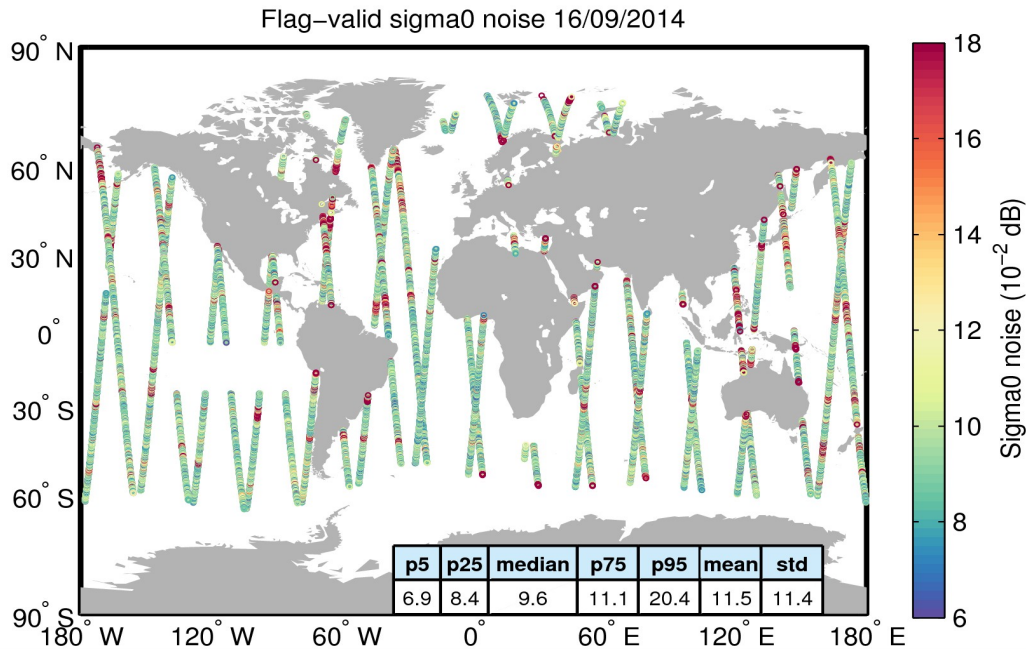 Flag-valid sigma0 noise 16/09/2014
90° N
60° N
30° N
0°
30° S
60° S
90° S
180° W
120° W
60° W
0°
60° E
120° E
180° E
p5 p25 median p75 p95 mean std
6.9 8.4 9.6 11.1 20.4 11.5 11.4
18
16
14
12
10
8
6
Sigma0 noise (10⁻² dB)